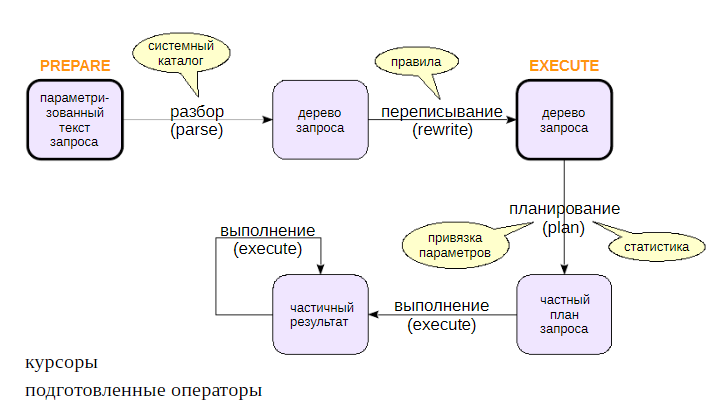 системный
каталог
правила
PREPARE
EXECUTE
параметри-
зованный
текст
запроса
разбор
(parse)
дерево
запроса
переписывание
(rewrite)
дерево
запроса
планирование
(plan)
привязка
параметров
статистика
выполнение
(execute)
частичный
результат
выполнение
(execute)
частный
план
запроса
курсоры
подготовленные операторы